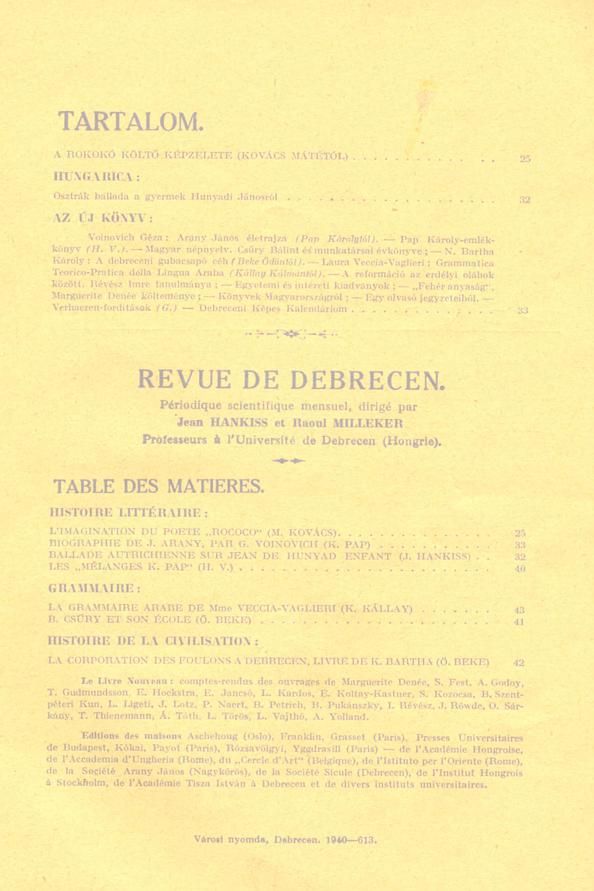 TARTALOM.
A ROKOKÓ KÖLTŐ KÉPZELETE (KOVÁCS MÁTÉTÓL) . . . . . . . . . . . . 25
HUNGARICA :
Osztrák ballada a gyermek Hunyadi Jánosról . . . . . . . . . . . . . . . 32
AZ ÚJ KÖNYV :
Voinovich Géza : Arany János életrajza (Pap Károlytól). — Pap Károly-emlék-
könyv (H. V.). — Magyar népnyelv. Csűry Bálint és munkatársai évkönyve ; — N. Bartha
Károly : A debreceni gubacsapó céh (Beke Ödöntől). — Laura Veccia-Vaglieri : Grammatica
Teorico-Pratica della Lingua Araba (Kállay Kálmántól). — A reformáció az erdélyi oláhok
között. Révész Imre tanulmánya ; — Egyetemi és intézeti kiadványok ; — „Fehér anyaság“,
Marguerite Denée költeménye ; — Könyvek Magyarországról ; — Egy olvasó jegyzeteiből. —
Verhaeren-fordítások (G.) — Debreceni Képes Kalendáriom . . . . . . . . . . . . . 33
REVUE DE DEBRECEN.
Périodique scientifique mensuel, dirigé par
Jean HANKISS et Raoul MILLEKER
Professeurs à l'Université de Debrecen (Hongrie).
TABLE DES MATIERES.
HISTOIRE LITTÉRAIRE :
L'IMAGINATION DU POETE „ROCOCO“ (M. KOVÁCS). . . . . . . . . . . . . 25
BIOGRAPHIE DE J. ARANY, PAR G. VOINOVICH (K. PAP) . . . . . . . . . . 33
BALLADE AUTRICHIENNE SUR JEAN DE HUNYAD ENFANT (J. HANKISS) . . 32
LES „MÉLANGES K. PAP“ (H. V.) . . . . . . . . . . . . . . . . . . . . 40
GRAMMAIRE :
LA GRAMMAIRE ARABE DE Mme VECCIA-VAGLIERI (K. KÁLLAY) . . . . . . . 43
B. CSŰRY ET SON ÉCOLE (Ö. BEKE) . . . . . . . . . . . . . . . . . . . 41
HISTOIRE DE LA CIVILISATION :
LA CORPORATION DES FOULONS A DEBRECEN, LIVRE DE K. BARTHA (Ö. BEKE) 42
Le Livre Nouveau : comptes-rendus des ouvrages de Marguerite Denée, S. Fest, A. Godoy,
T. Gudmundsson, E. Hoekstra, E. Jancsó, L. Kardos, E. Koltay-Kastner, S. Kozocsa, B. Szent-
péteri Kun, L. Ligeti, J. Lotz, P. Naert, B. Petrich, B. Pukánszky, I. Révész, J. Rówde, O. Sár-
kány, T. Thienemann, Á. Tóth, L. Törös, L. Vajthó, A. Yolland.
Editions des maisons Aschehoug (Oslo), Franklin, Grasset (Paris), Presses Universitaires
de Budapest, Kókai, Payot (Paris), Rózsavölgyi, Yggdrasill (Paris) — de l'Académie Hongroise,
de l'Accademia d'Ungheria (Rome), du „Cercle d'Art“ (Belgique), de l'Istituto per l'Oriente (Rome),
de la Société Arany János (Nagykőrös), de la Société Sicule (Debrecen), de l'Institut Hongrois
à Stockholm, de l'Académie Tisza István à Debrecen et de divers instituts universitaires.
Városi nyomda, Debrecen. 1940—613.